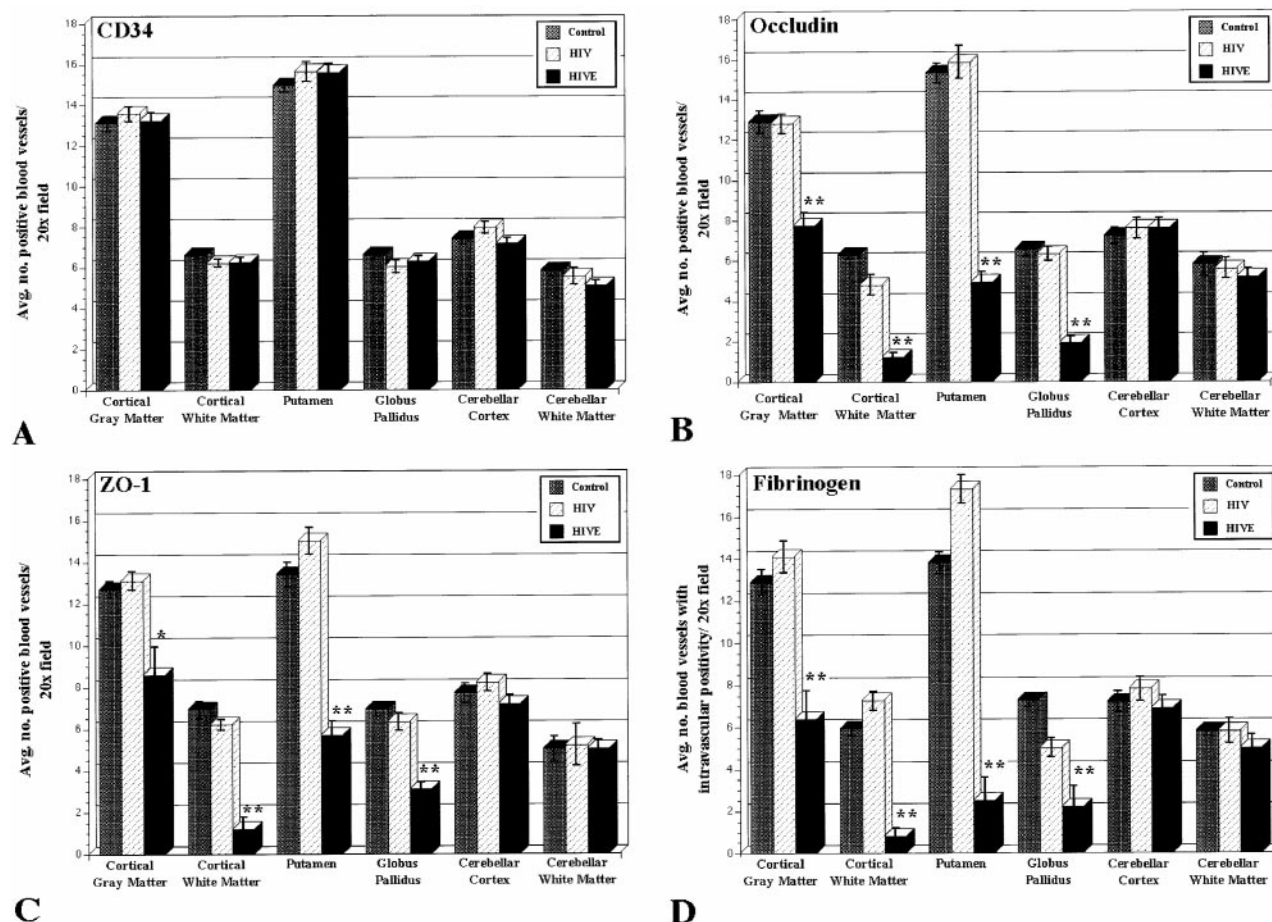 CD34
Control
HIV
HIVE
Avg. no. positive blood vessels/
20x field
18
16
14
12
10
8
6
4
2
0
Cortical
Gray Matter
Cortical
White Matter
Putamen
Globus
Pallidus
Cerebellar
Cortex
Cerebellar
White Matter
A
Occludin
Control
HIV
HIVE
Avg. no. positive blood vessels/
20x field
18
16
14
12
10
8
6
4
2
0
**
**
**
**
Cortical
Gray Matter
Cortical
White Matter
Putamen
Globus
Pallidus
Cerebellar
Cortex
Cerebellar
White Matter
B
ZO-1
Control
HIV
HIVE
Avg. no. positive blood vessels/
20x field
18
16
14
12
10
8
6
4
2
0
*
**
**
**
Cortical
Gray Matter
Cortical
White Matter
Putamen
Globus
Pallidus
Cerebellar
Cortex
Cerebellar
White Matter
C
Fibrinogen
Control
HIV
HIVE
Avg. no. blood vessels with
intravascular positivity/ 20x field
18
16
14
12
10
8
6
4
2
0
**
**
**
**
Cortical
Gray Matter
Cortical
White Matter
Putamen
Globus
Pallidus
Cerebellar
Cortex
Cerebellar
White Matter
D